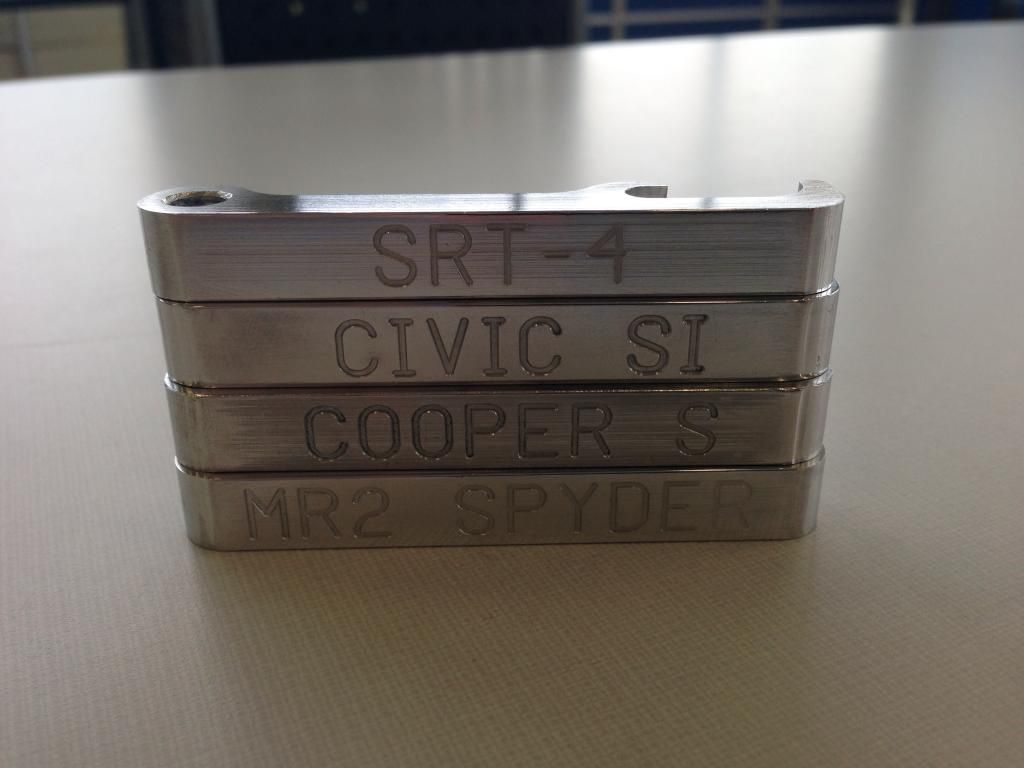 SRT-4
CIVIC SI
COOPER S
MR2 SPYDER